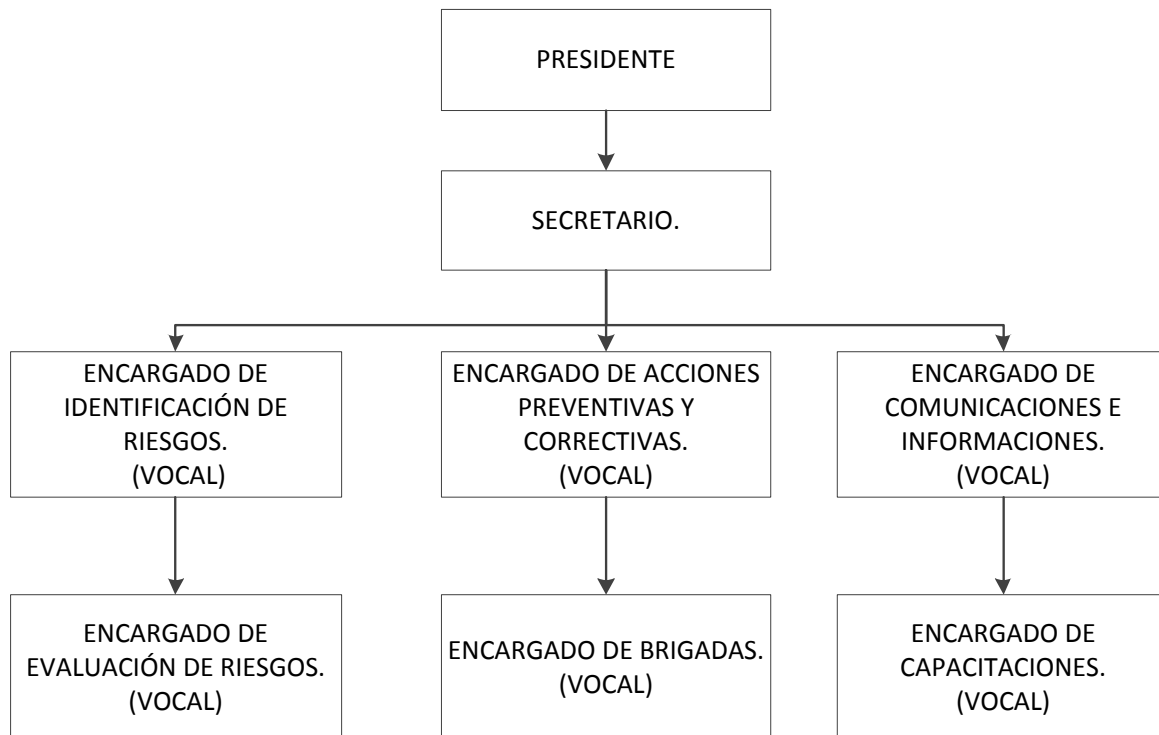 PRESIDENTE
SECRETARIO.
ENCARGADO DE
IDENTIFICACIÓN DE
RIESGOS.
(VOCAL)
ENCARGADO DE ACCIONES
PREVENTIVAS Y
CORRECTIVAS.
(VOCAL)
ENCARGADO DE
COMUNICACIONES E
INFORMACIONES.
(VOCAL)
ENCARGADO DE
EVALUACIÓN DE RIESGOS.
(VOCAL)
ENCARGADO DE BRIGADAS.
(VOCAL)
ENCARGADO DE
CAPACITACIONES.
(VOCAL)